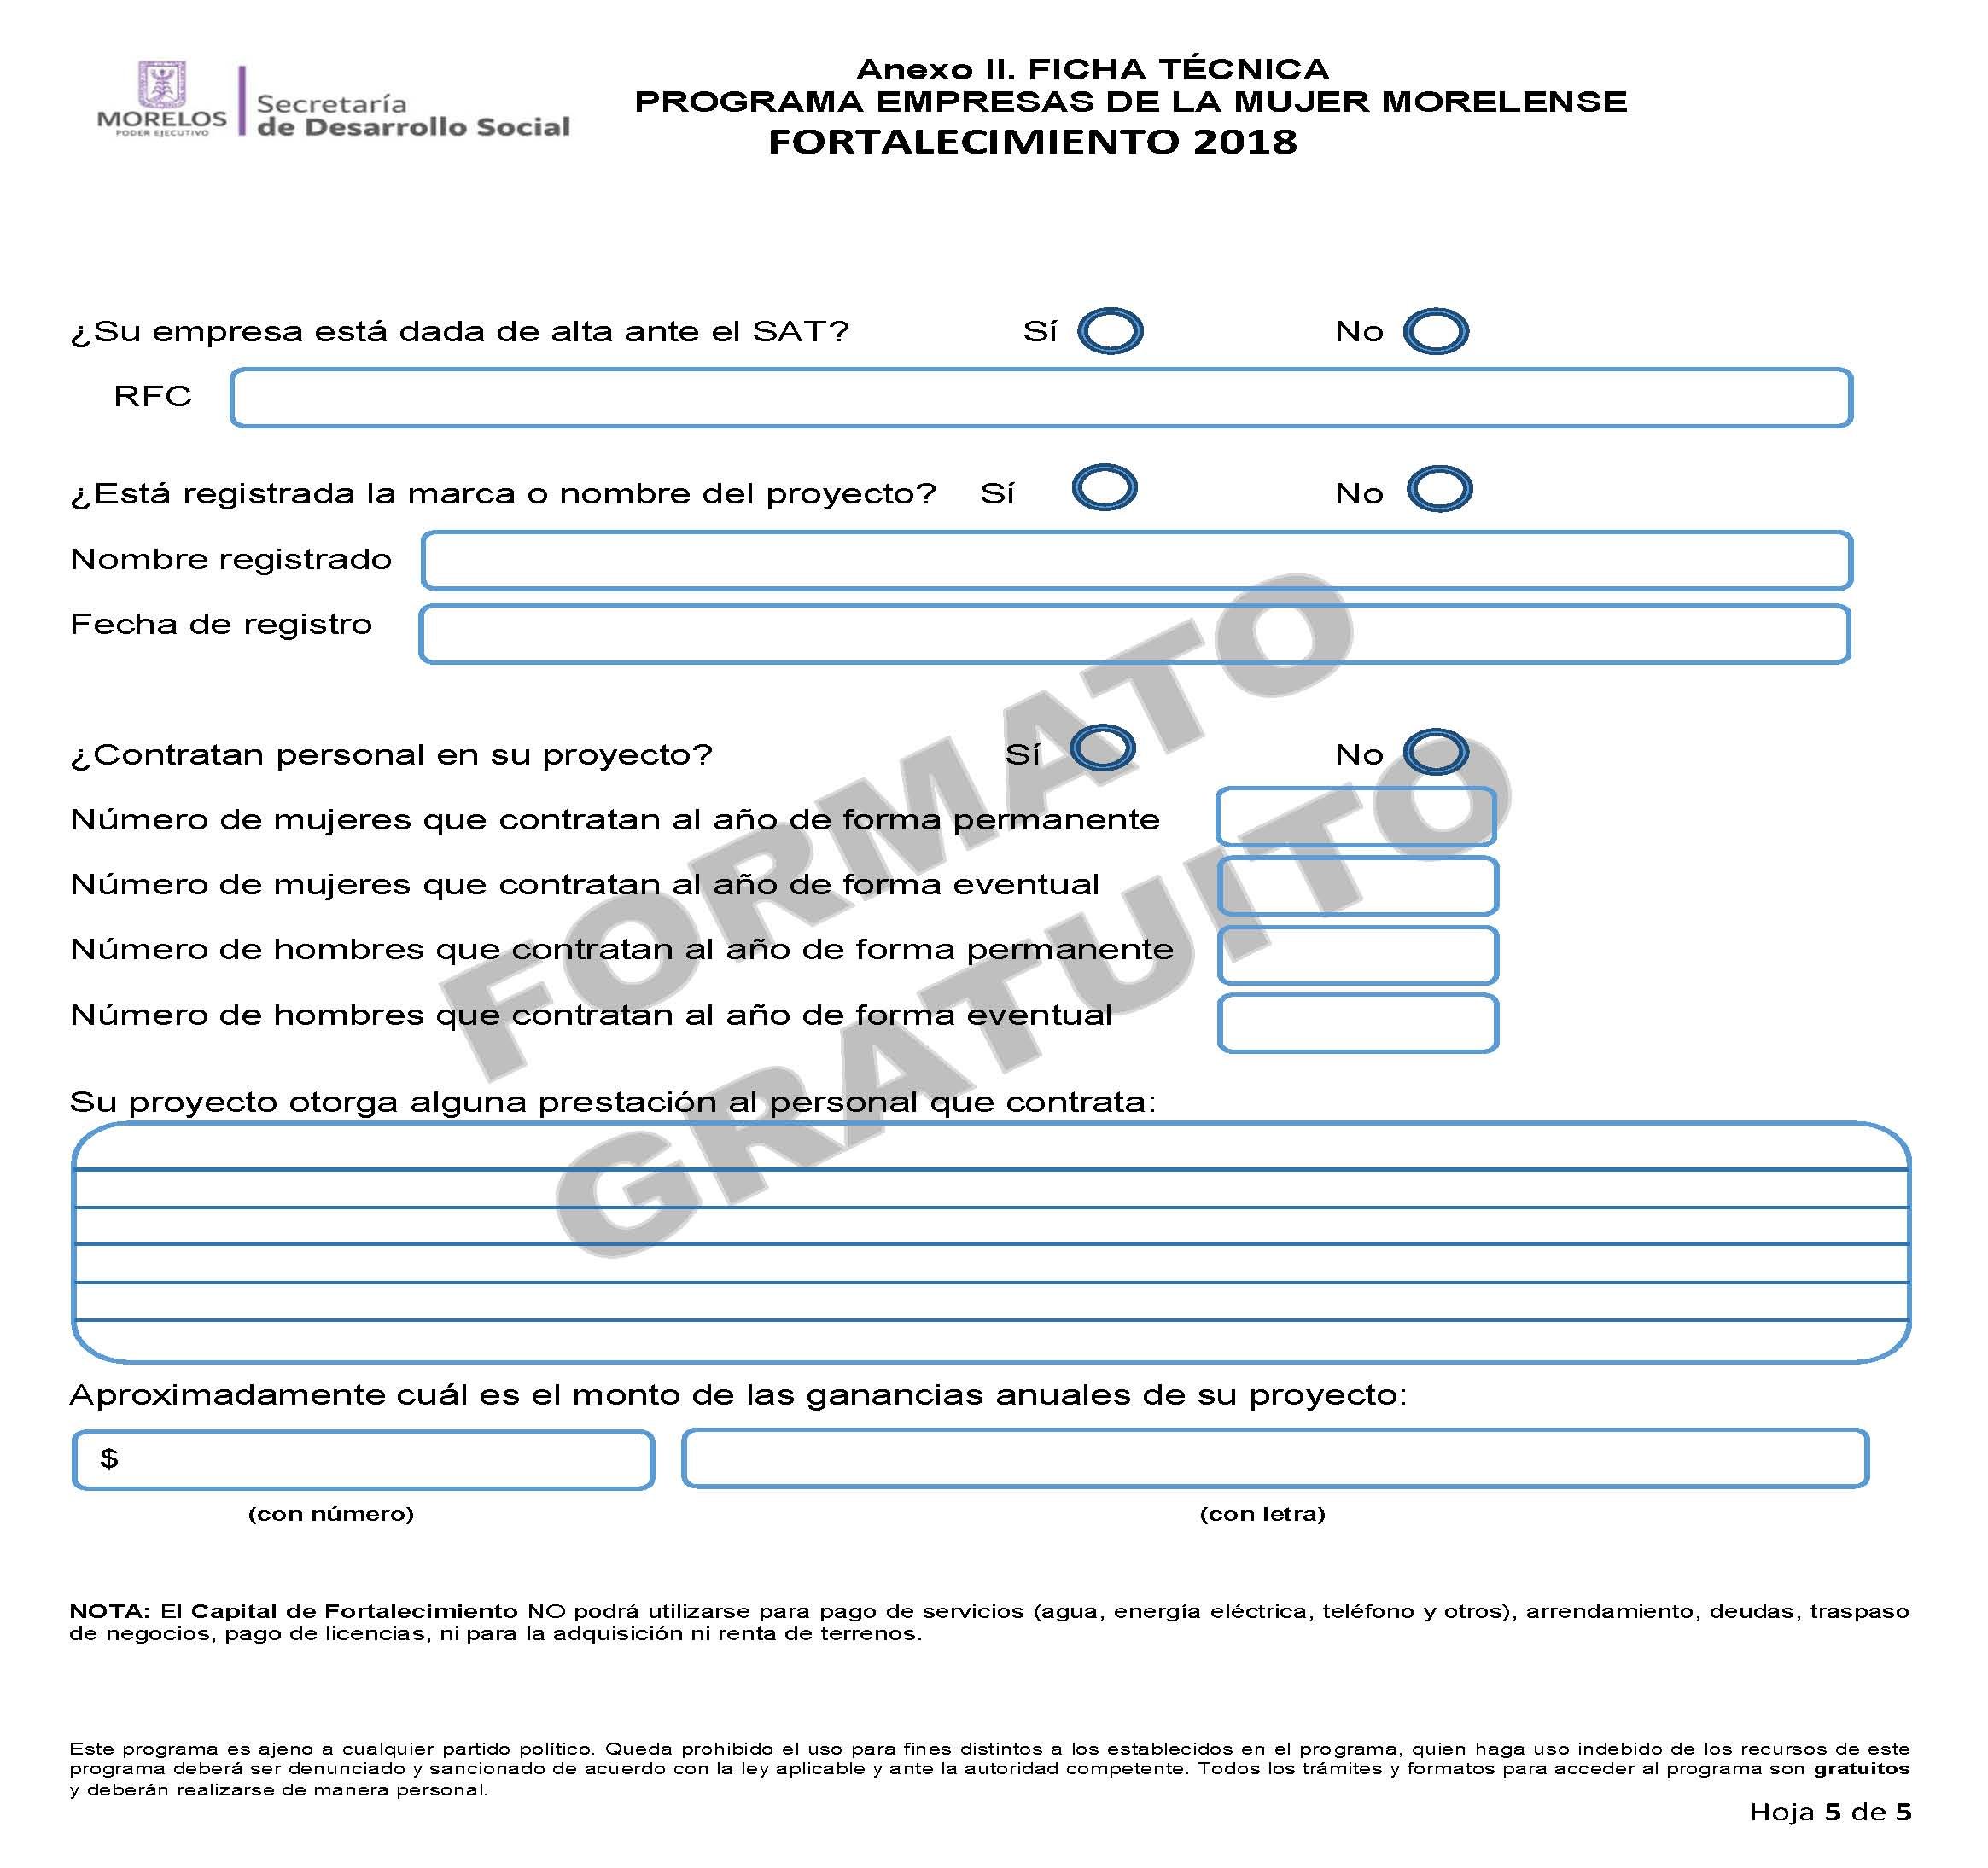 MORELOS
PODER EJECUTIVO
Secretaría
de Desarrollo Social
Anexo II. FICHA TÉCNICA
PROGRAMA EMPRESAS DE LA MUJER MORELENSE
FORTALECIMIENTO 2018
¿Su empresa está dada de alta ante el SAT? Sí No
RFC
¿Está registrada la marca o nombre del proyecto? Sí No
Nombre registrado
Fecha de registro
¿Contratan personal en su proyecto? Sí No
Número de mujeres que contratan al año de forma permanente
Número de mujeres que contratan al año de forma eventual
Número de hombres que contratan al año de forma permanente
Número de hombres que contratan al año de forma eventual
FORMATO
GRATUITO
Su proyecto otorga alguna prestación al personal que contrata:
Aproximadamente cuál es el monto de las ganancias anuales de su proyecto:
$
(con número) (con letra)
NOTA: El Capital de Fortalecimiento NO podrá utilizarse para pago de servicios (agua, energía eléctrica, teléfono y otros), arrendamiento, deudas, traspaso
de negocios, pago de licencias, ni para la adquisición ni renta de terrenos.
Este programa es ajeno a cualquier partido político. Queda prohibido el uso para fines distintos a los establecidos en el programa, quien haga uso indebido de los recursos de este
programa deberá ser denunciado y sancionado de acuerdo con la ley aplicable y ante la autoridad competente. Todos los trámites y formatos para acceder al programa son gratuitos
y deberán realizarse de manera personal.
Hoja 5 de 5